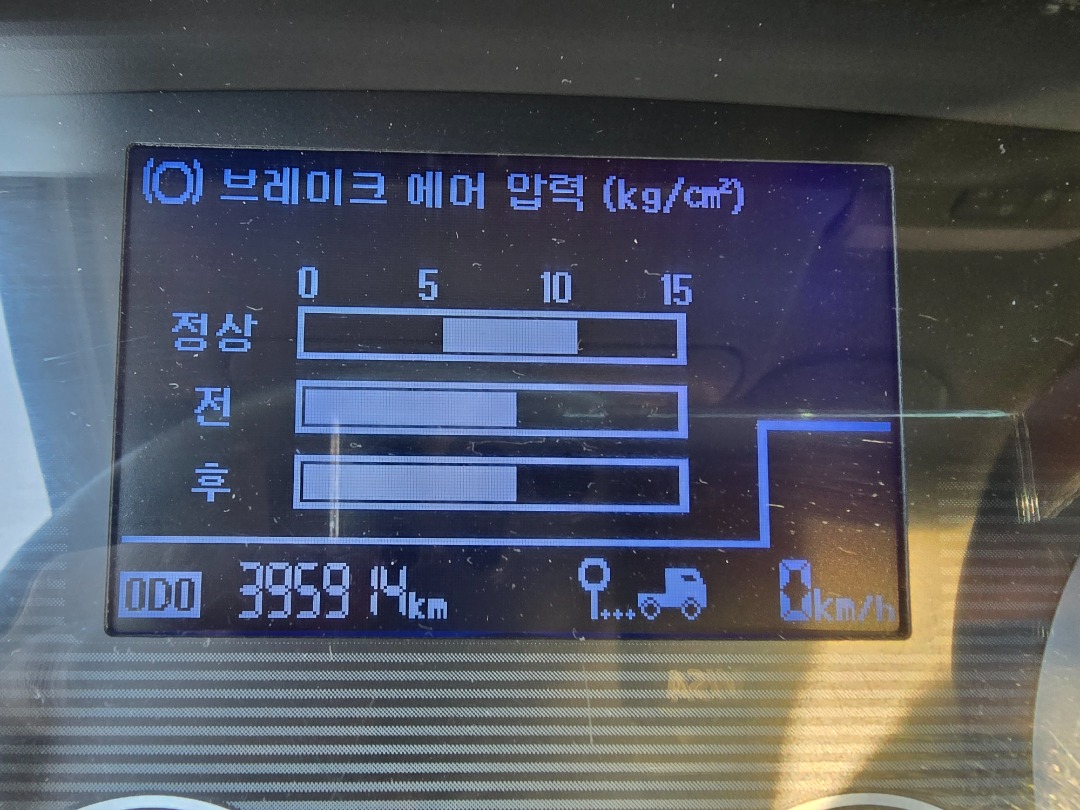 브레이크 에어 압력 (kg/cm²)
0 5 10 15
정상
전
후
ODO 395914km 0km/h